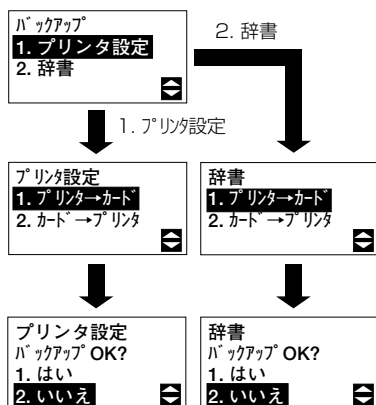 ﾊﾞｯｸｱｯﾌﾟ
1. プリンタ設定
2. 辞書
2. 辞書
1. ﾌﾟﾘﾝﾀ設定
ﾌﾟﾘﾝﾀ設定
1. ﾌﾟﾘﾝﾀ→ｶｰﾄﾞ
2. ｶｰﾄﾞ→ﾌﾟﾘﾝﾀ
辞書
1. ﾌﾟﾘﾝﾀ→ｶｰﾄﾞ
2. ｶｰﾄﾞ→ﾌﾟﾘﾝﾀ
プリンタ設定
ﾊﾞｯｸｱｯﾌﾟOK?
1. はい
2. いいえ
辞書
ﾊﾞｯｸｱｯﾌﾟOK?
1. はい
2. いいえ